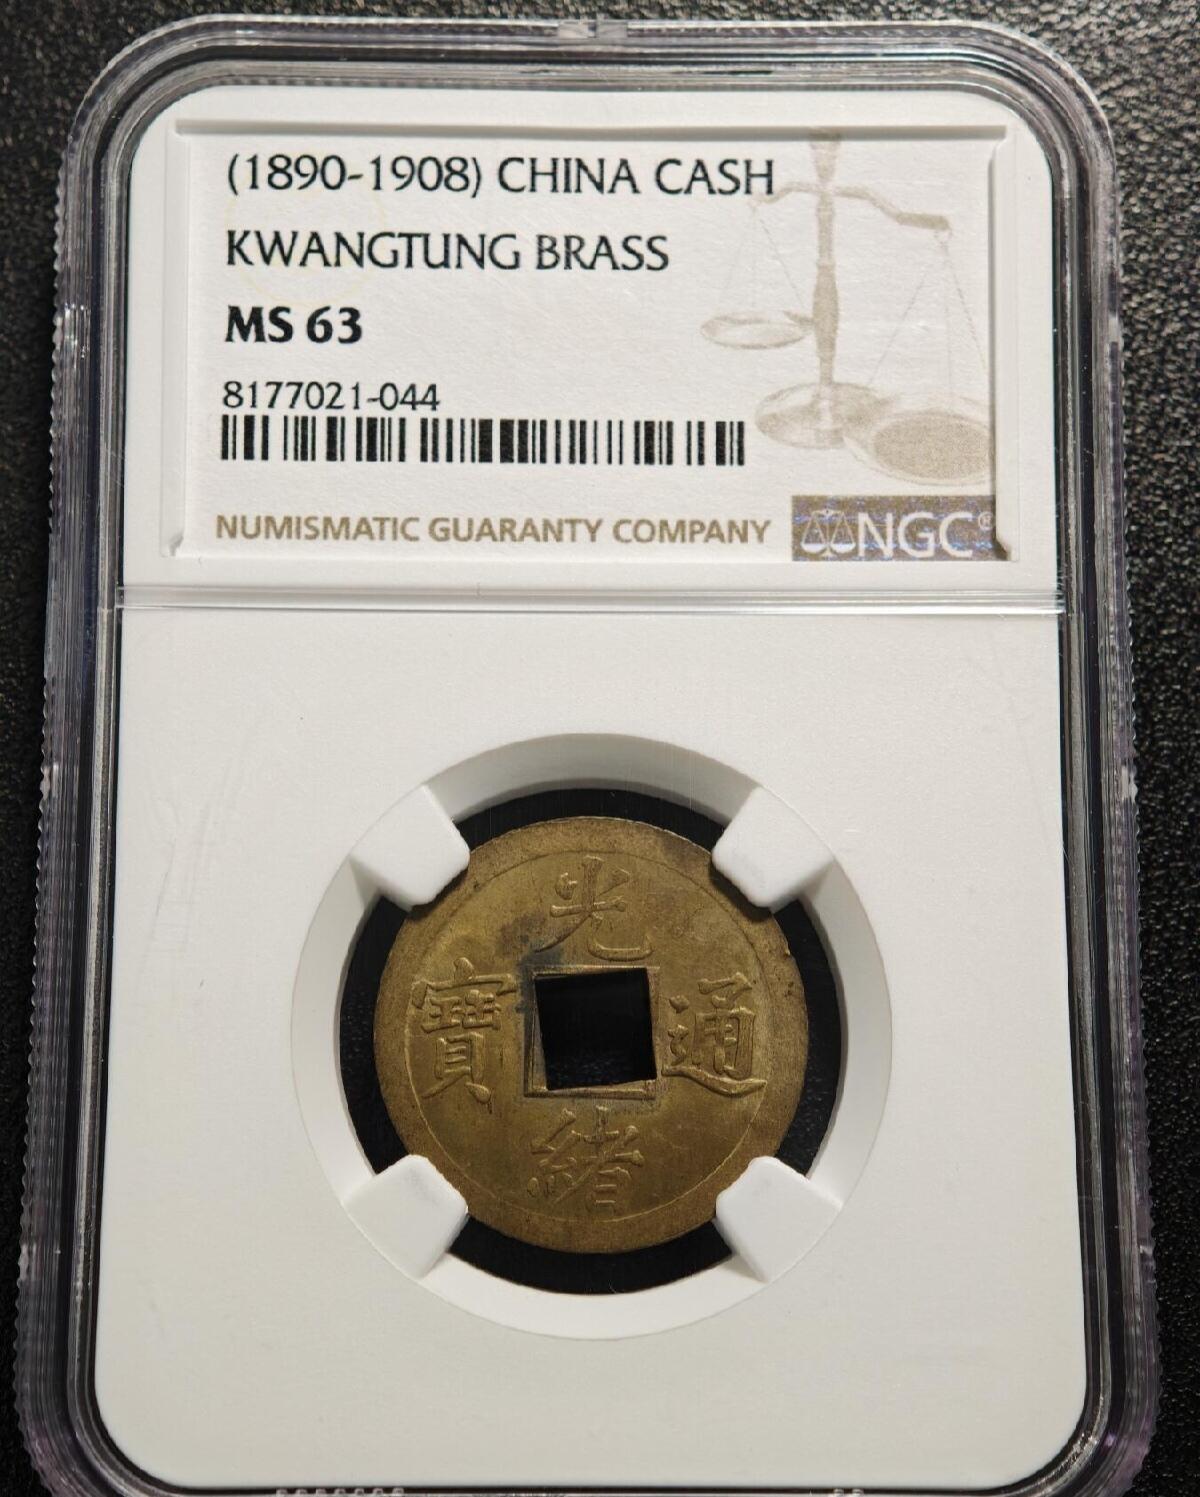 (1890-1908) CHINA CASH
KWANGTUNG BRASS
MS 63
8177021-044
NUMISMATIC GUARANTY COMPANY
NGC®
光
寶 通
緒